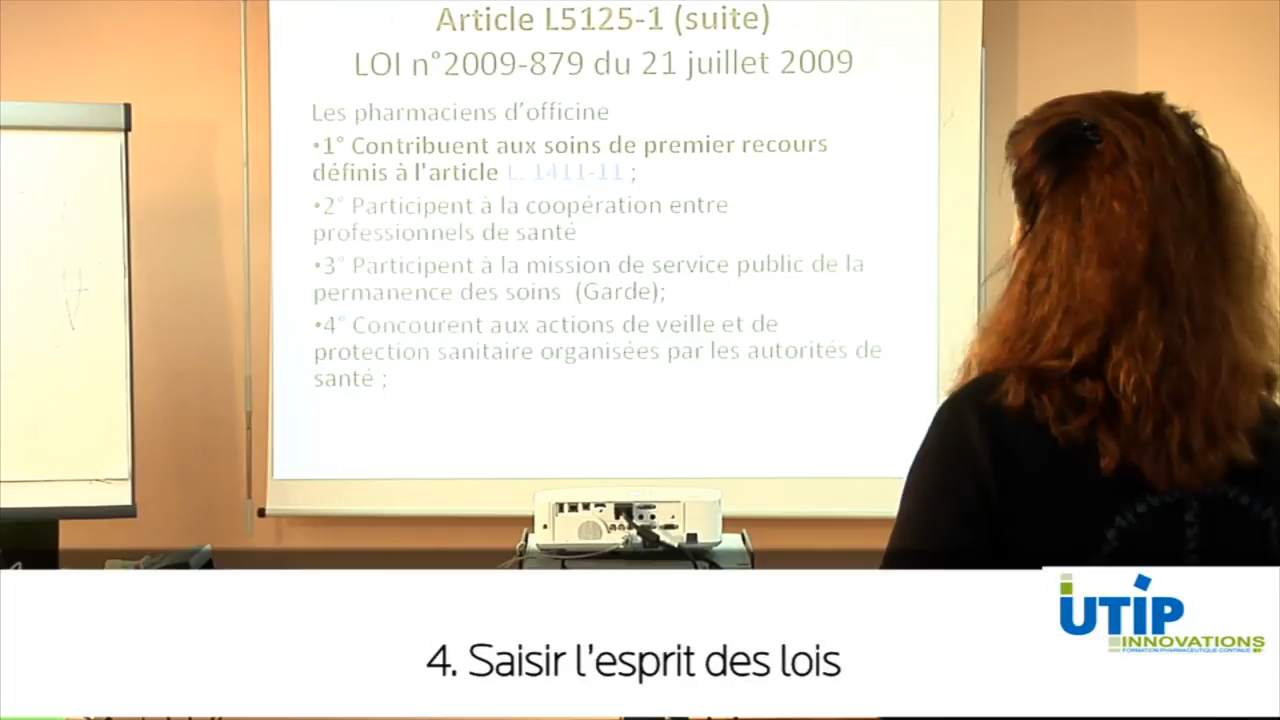 Article L5125-1 (suite)
LOI n°2009-879 du 21 juillet 2009
Les pharmaciens d'officine
•1° Contribuent aux soins de premier recours
définis à l'article L. 1411-11 ;
•2° Participent à la coopération entre
professionnels de santé
•3° Participent à la mission de service public de la
permanence des soins (Garde);
•4° Concourent aux actions de veille et de
protection sanitaire organisées par les autorités de
santé ;
4. Saisir l'esprit des lois
UTIP
INNOVATIONS
FORMATION PHARMACEUTIQUE CONTINUE